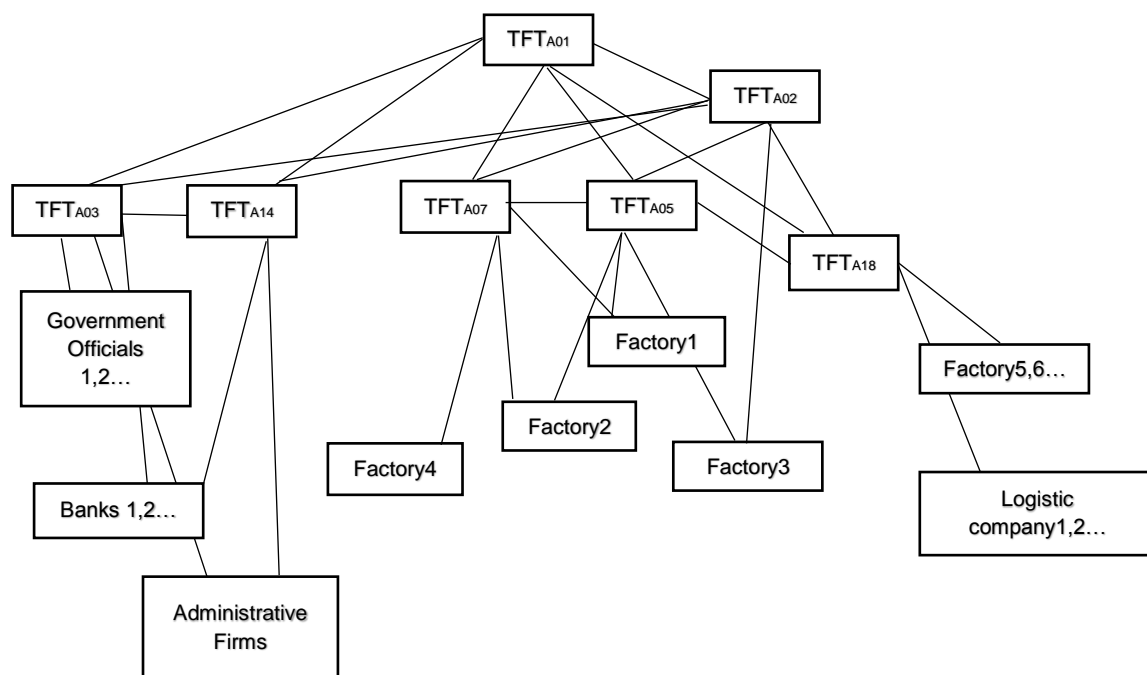 TFTA01
TFTA02
TFTA03
TFTA14
TFTA07
TFTA05
TFTA18
Government
Officials
1,2…
Factory1
Factory5,6…
Factory2
Factory4
Factory3
Banks 1,2…
Logistic
company1,2…
Administrative
Firms